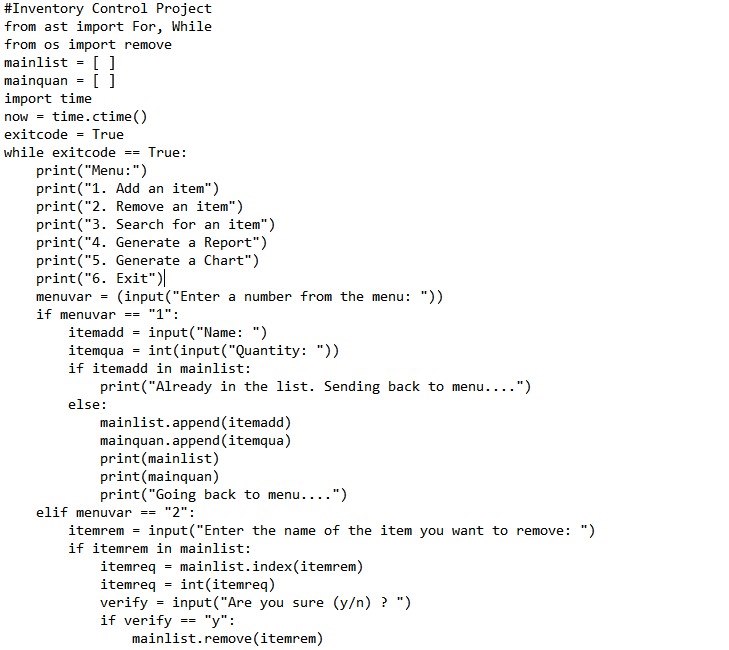 #Inventory Control Project
from ast import For, While
from os import remove
mainlist = [ ]
mainquan = [ ]
import time
now = time.ctime()
exitcode = True
while exitcode == True:
    print("Menu:")
    print("1. Add an item")
    print("2. Remove an item")
    print("3. Search for an item")
    print("4. Generate a Report")
    print("5. Generate a Chart")
    print("6. Exit")
    menuvar = (input("Enter a number from the menu: "))
    if menuvar == "1":
        itemadd = input("Name: ")
        itemqua = int(input("Quantity: "))
        if itemadd in mainlist:
            print("Already in the list. Sending back to menu....")
        else:
            mainlist.append(itemadd)
            mainquan.append(itemqua)
            print(mainlist)
            print(mainquan)
            print("Going back to menu....")
    elif menuvar == "2":
        itemrem = input("Enter the name of the item you want to remove: ")
        if itemrem in mainlist:
            itemreq = mainlist.index(itemrem)
            itemreq = int(itemreq)
            verify = input("Are you sure (y/n) ? ")
            if verify == "y":
                mainlist.remove(itemrem)